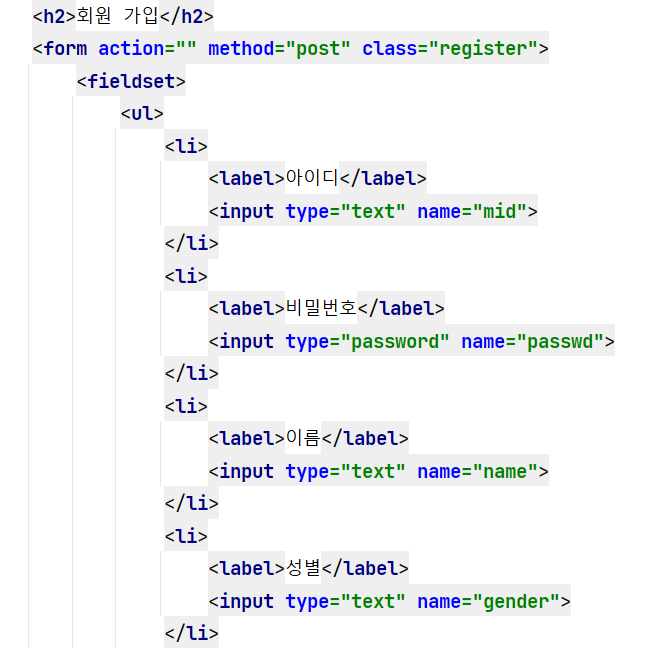 <h2>회원 가입</h2>
<form action="" method="post" class="register">
<fieldset>
<ul>
<li>
<label>아이디</label>
<input type="text" name="mid">
</li>
<li>
<label>비밀번호</label>
<input type="password" name="passwd">
</li>
<li>
<label>이름</label>
<input type="text" name="name">
</li>
<li>
<label>성별</label>
<input type="text" name="gender">
</li>